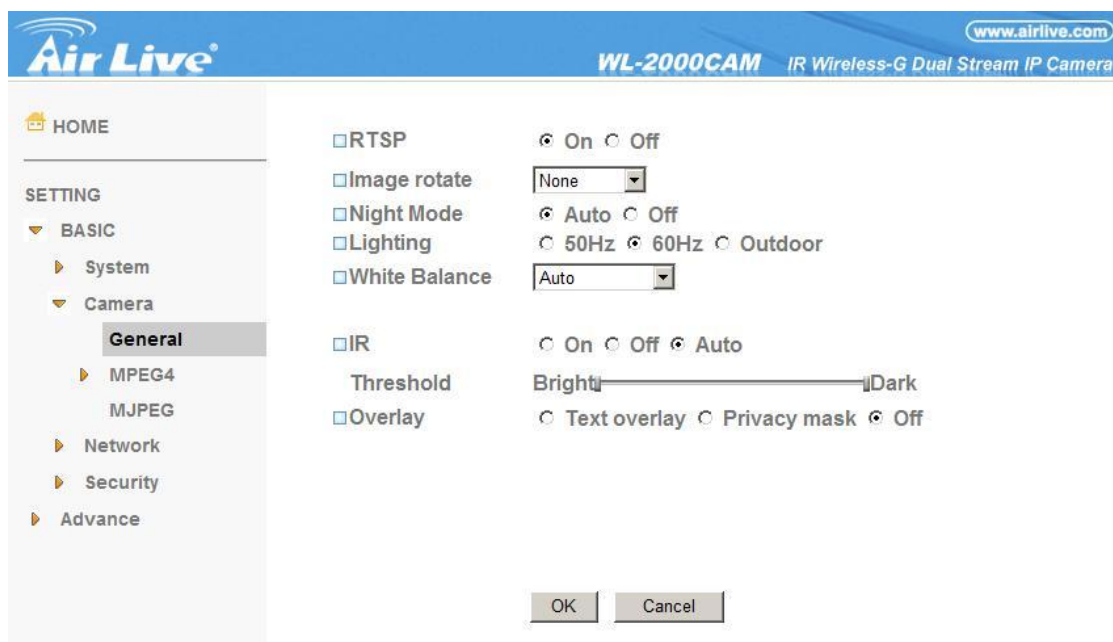 www.airlive.com
Air Live®
WL-2000CAM IR Wireless-G Dual Stream IP Camera
HOME
SETTING
BASIC
System
Camera
General
MPEG4
MJPEG
Network
Security
Advance
RTSP On Off
Image rotate None
Night Mode Auto Off
Lighting 50Hz 60Hz Outdoor
White Balance Auto
IR On Off Auto
Threshold Bright Dark
Overlay Text overlay Privacy mask Off
OK Cancel